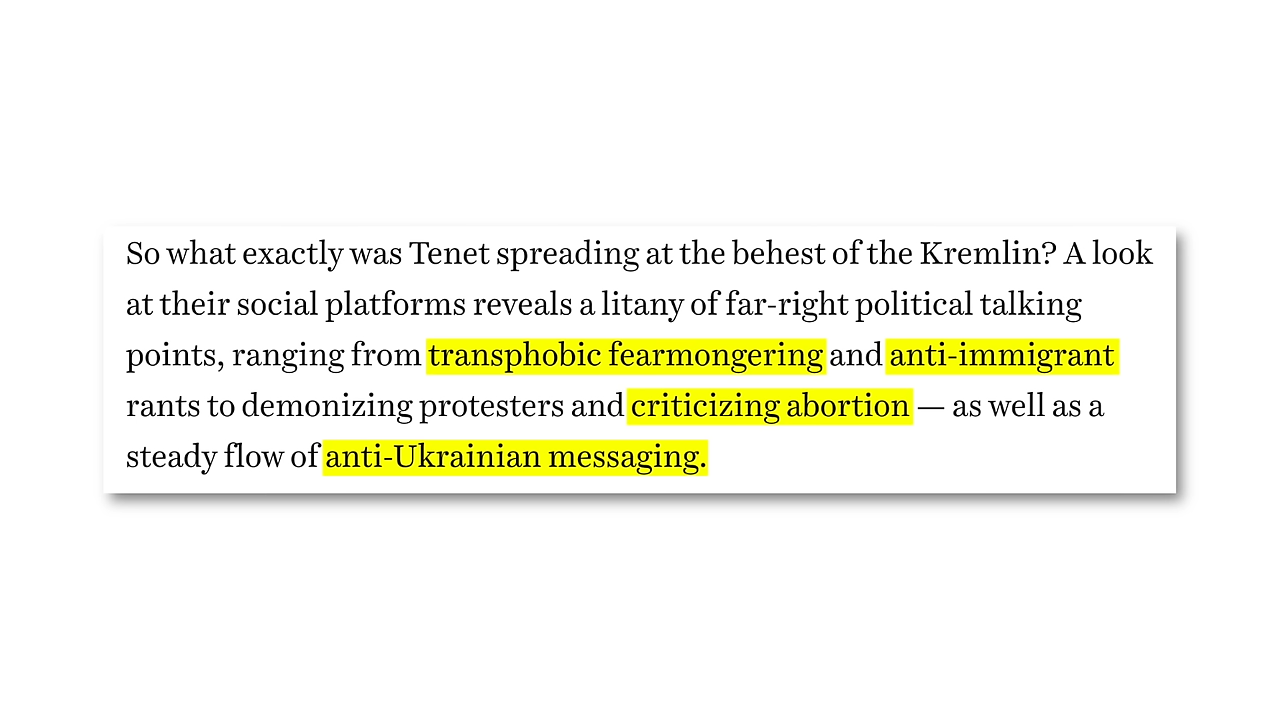 So what exactly was Tenet spreading at the behest of the Kremlin? A look
at their social platforms reveals a litany of far-right political talking
points, ranging from transphobic fearmongering and anti-immigrant
rants to demonizing protesters and criticizing abortion — as well as a
steady flow of anti-Ukrainian messaging.